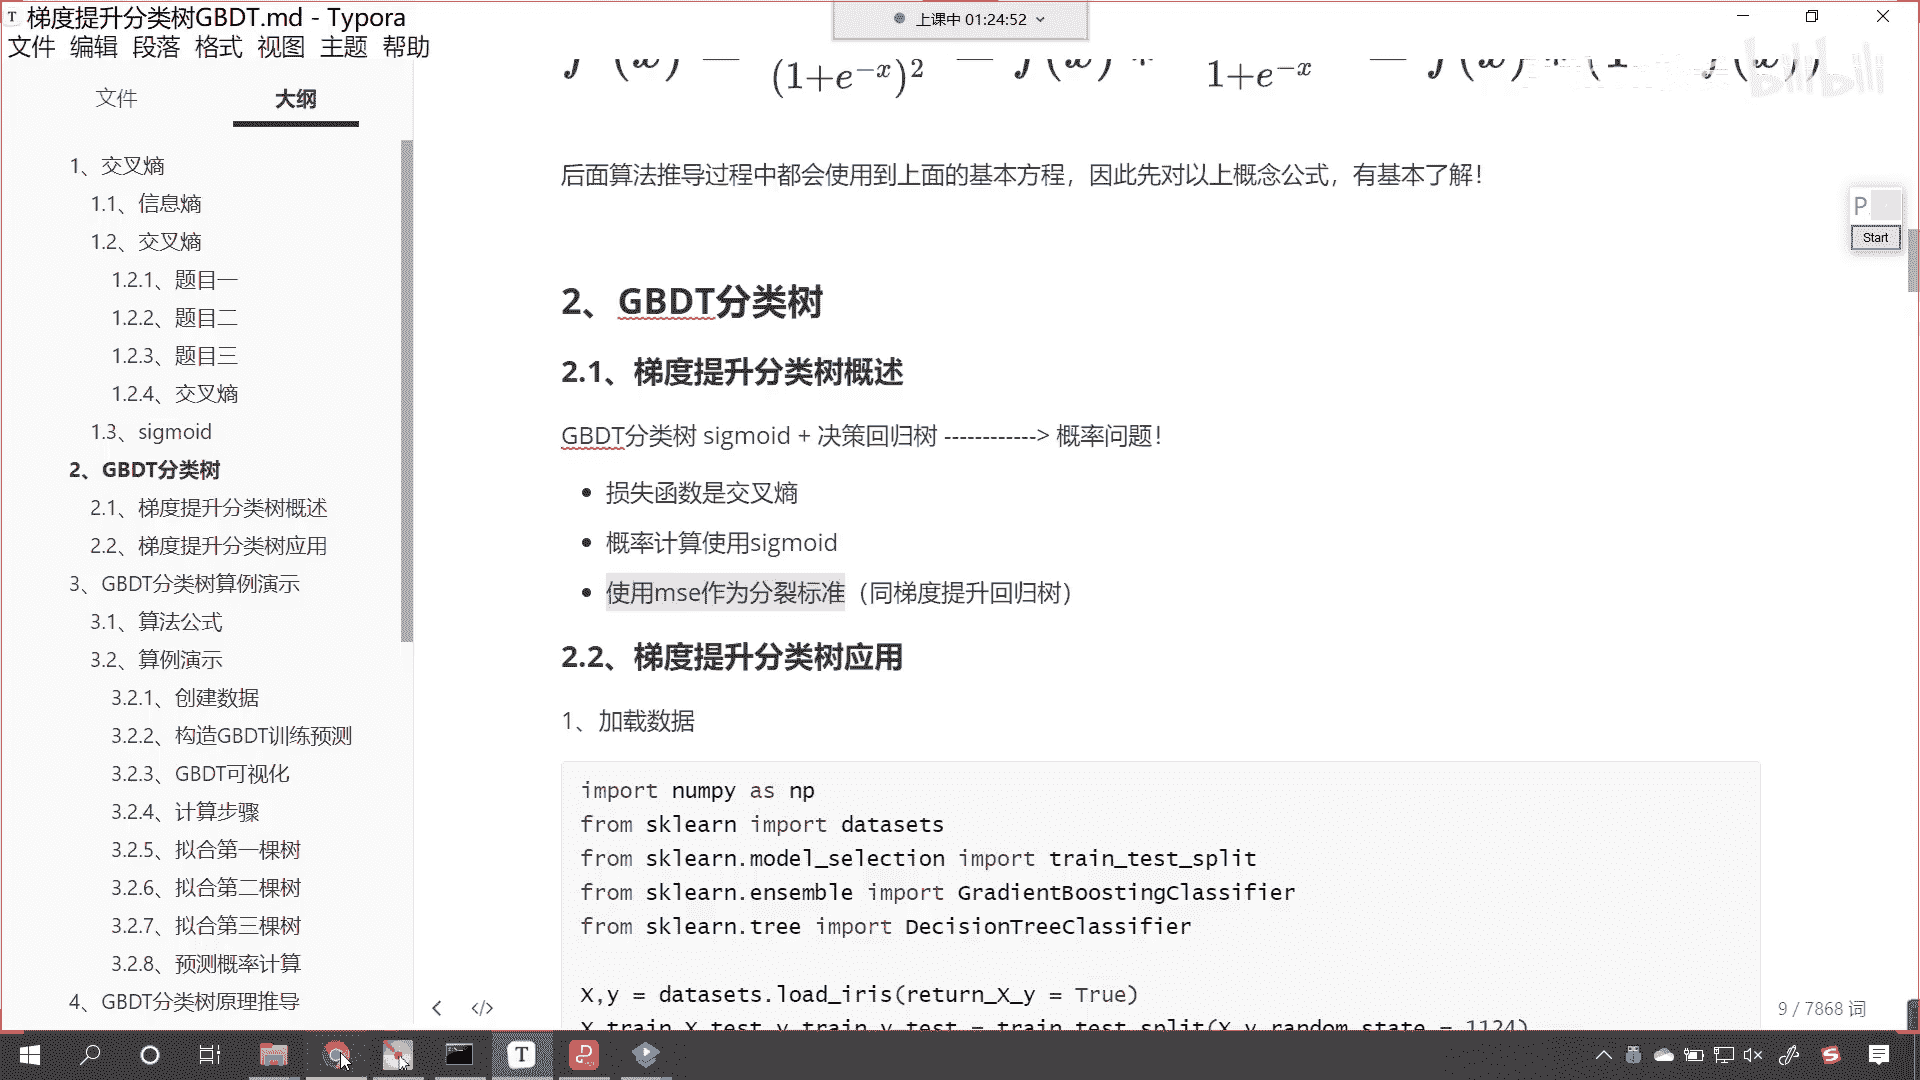 梯度提升分类树GBDT.md - Typora
上课中 01:24:52
文件 编辑 段落 格式 视图 主题 帮助
文件 大纲
1、交叉熵
1.1、信息熵
1.2、交叉熵
1.2.1、题目一
1.2.2、题目二
1.2.3、题目三
1.2.4、交叉熵
1.3、sigmoid
2、GBDT分类树
2.1、梯度提升分类树概述
2.2、梯度提升分类树应用
3、GBDT分类树算例演示
3.1、算法公式
3.2、算例演示
3.2.1、创建数据
3.2.2、构造GBDT训练预测
3.2.3、GBDT可视化
3.2.4、计算步骤
3.2.5、拟合第一棵树
3.2.6、拟合第二棵树
3.2.7、拟合第三棵树
3.2.8、预测概率计算
4、GBDT分类树原理推导
(1+e^{-x})^2
1+e^{-x}
bilibili
后面算法推导过程中都会使用到上面的基本方程，因此先对以上概念公式，有基本了解！
P
Start
2、GBDT分类树
2.1、梯度提升分类树概述
GBDT分类树 sigmoid + 决策回归树 ------------> 概率问题！
损失函数是交叉熵
概率计算使用sigmoid
使用mse作为分裂标准（同梯度提升回归树）
2.2、梯度提升分类树应用
1、加载数据
import numpy as np
from sklearn import datasets
from sklearn.model_selection import train_test_split
from sklearn.ensemble import GradientBoostingClassifier
from sklearn.tree import DecisionTreeClassifier
X,y = datasets.load_iris(return_X_y = True)
X_train,X_test,y_train,y_test = train_test_split(X,y,random_state = 1124)
9 / 7868 词